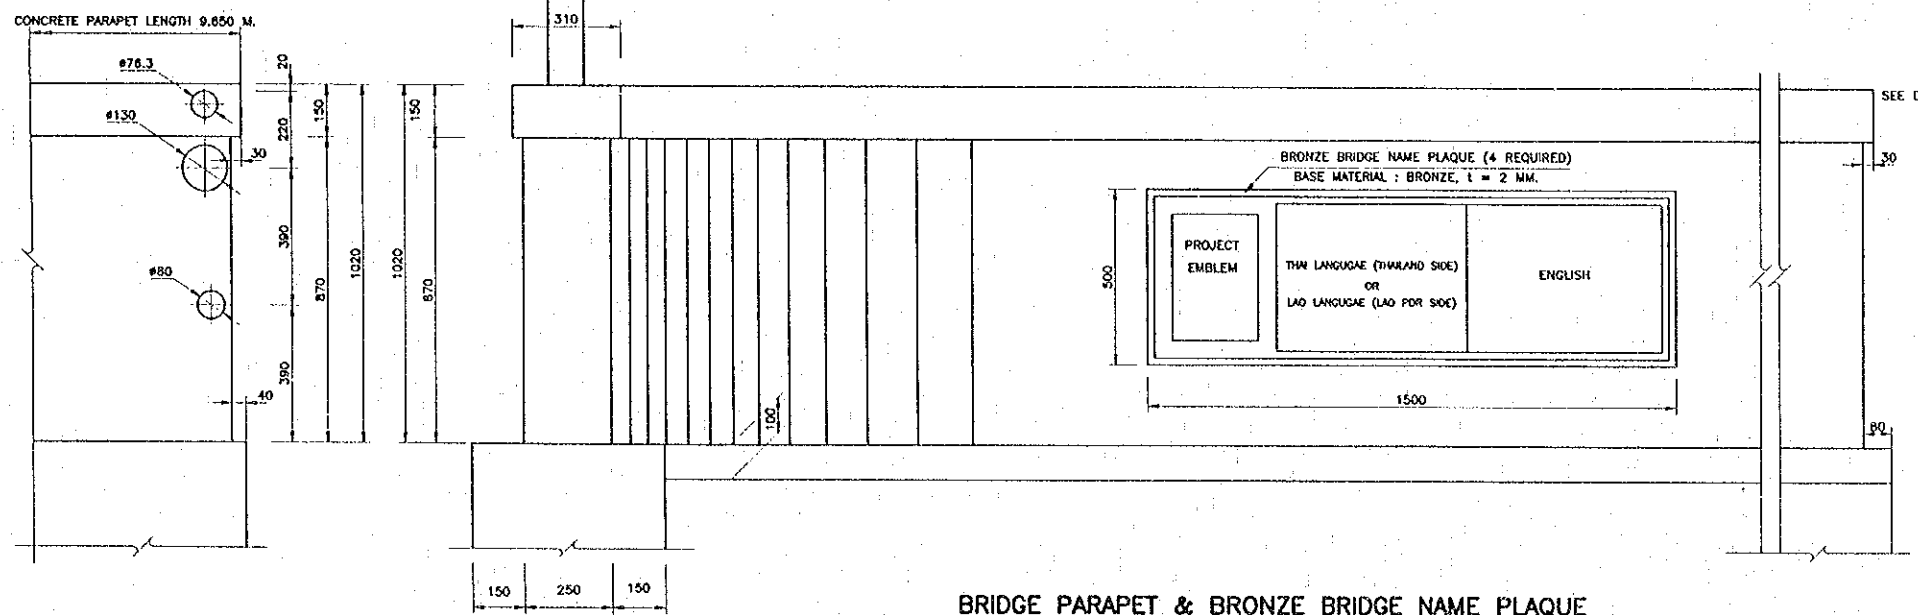 CONCRETE PARAPET LENGTH 9.650 M.
ø76.3
ø130
ø80
20
220
30
390
390
40
150
870
1020
1020
150
870
310
BRONZE BRIDGE NAME PLAQUE (4 REQUIRED)
BASE MATERIAL : BRONZE, t = 2 MM.
PROJECT
EMBLEM
THAI LANGUGAE (THAILAND SIDE)
OR
LAO LANGUGAE (LAO PDR SIDE)
ENGLISH
500
1500
100
SEE
30
80
150
250
150
BRIDGE PARAPET & BRONZE BRIDGE NAME PLAQUE